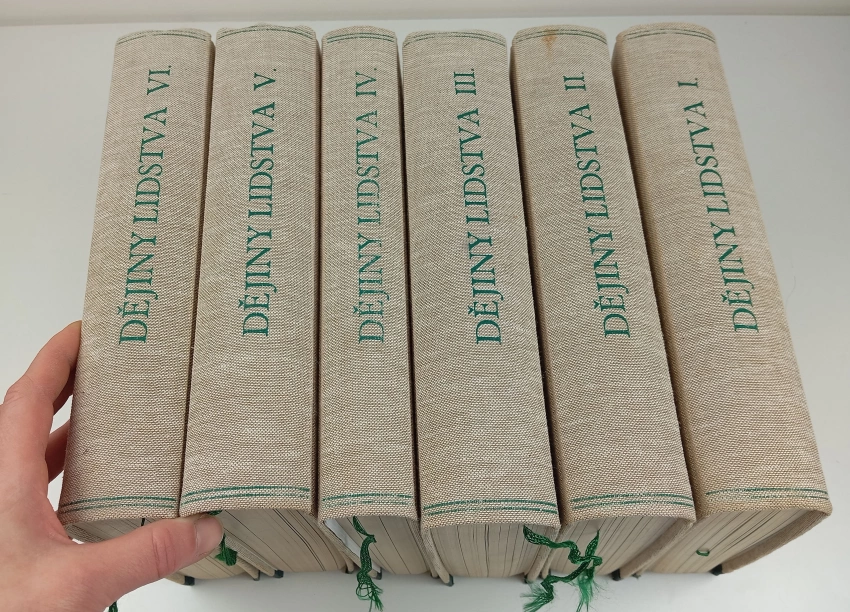 DĚJINY LIDSTVA VI.
DĚJINY LIDSTVA V.
DĚJINY LIDSTVA IV.
DĚJINY LIDSTVA III.
DĚJINY LIDSTVA II.
DĚJINY LIDSTVA I.